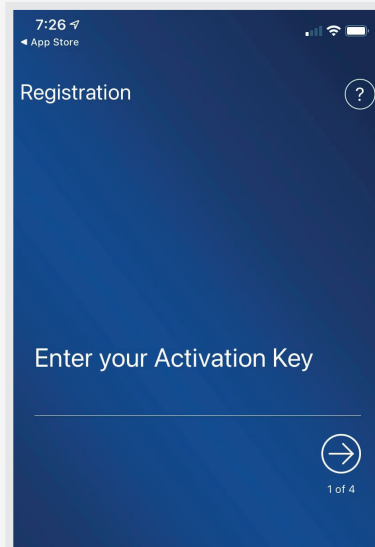 7:26
App Store
Registration
?
Enter your Activation Key
1 of 4